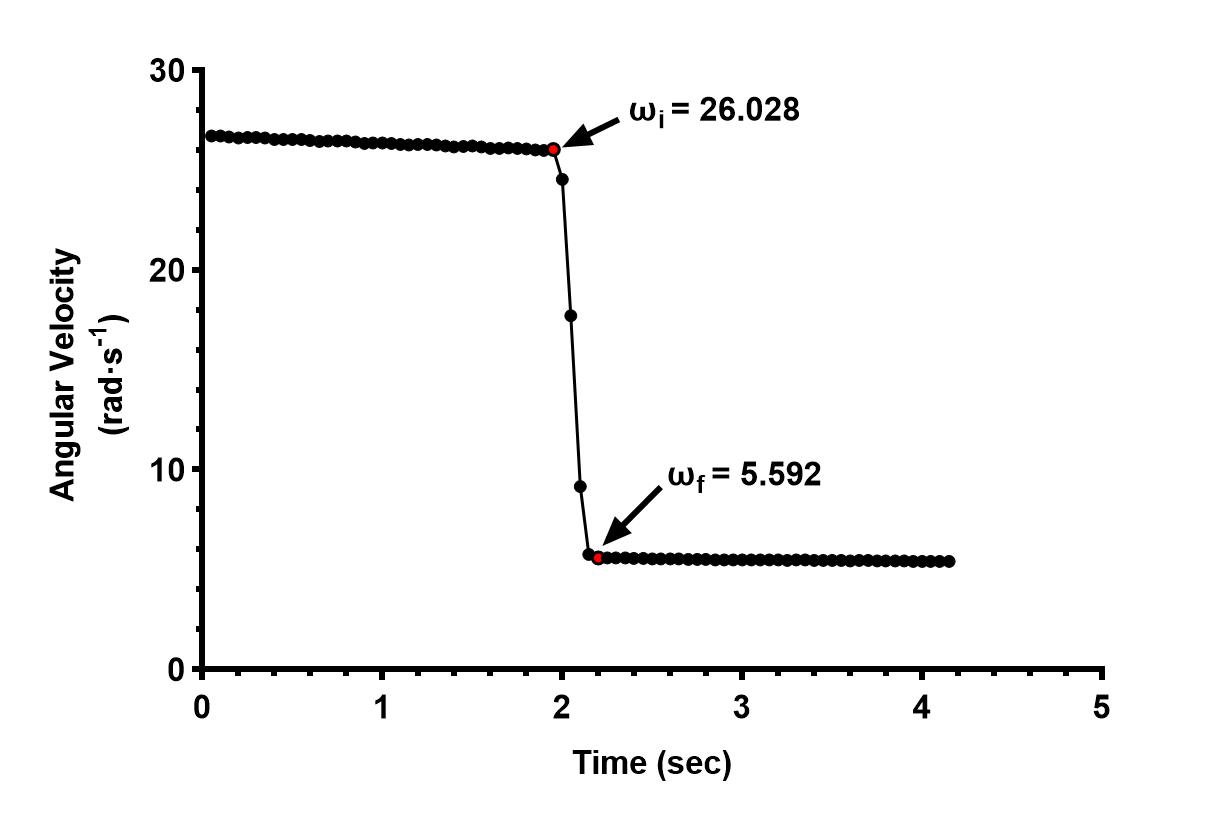 30
ωi = 26.028
20
Angular Velocity
(rad·s-1)
10
ωf = 5.592
0
0 1 2 3 4 5
Time (sec)